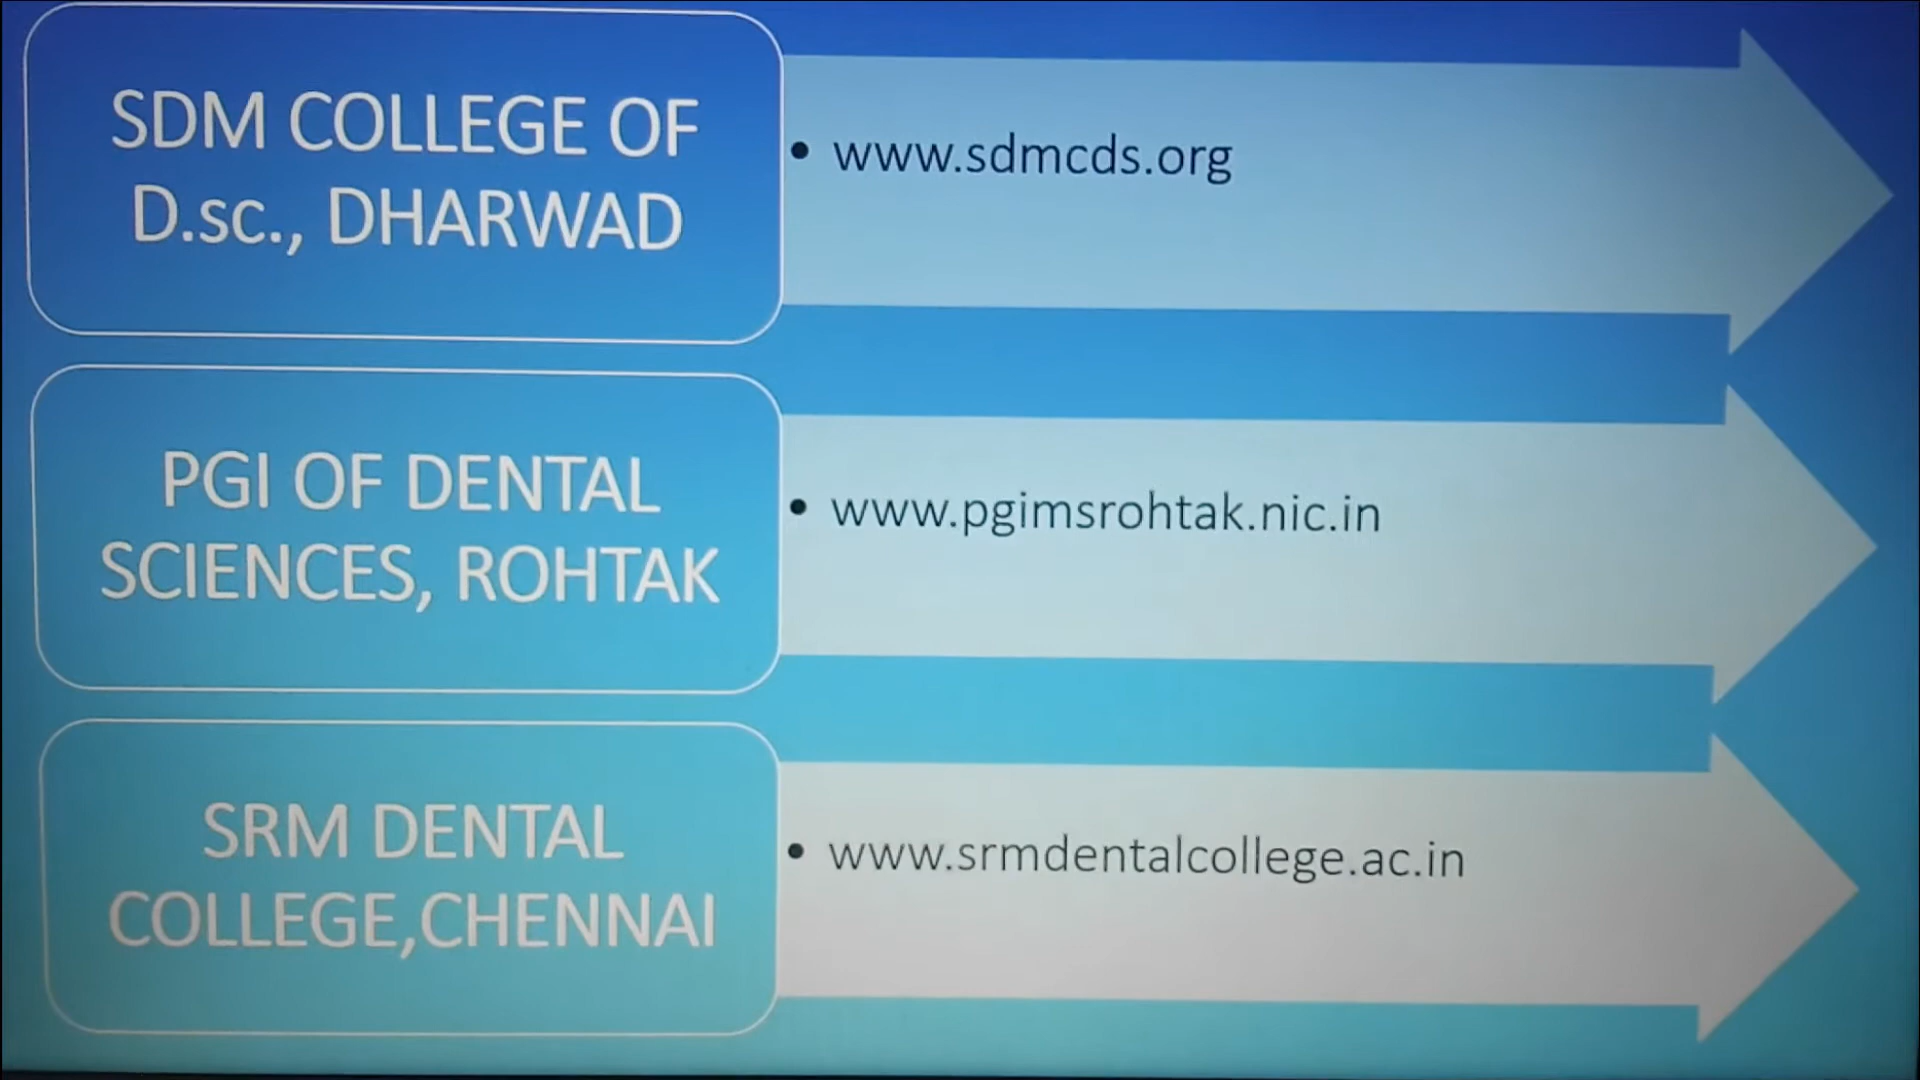 SDM COLLEGE OF
D.sc., DHARWAD
• www.sdmcds.org
PGI OF DENTAL
SCIENCES, ROHTAK
• www.pgimsrohtak.nic.in
SRM DENTAL
COLLEGE,CHENNAI
• www.srmdentalcollege.ac.in